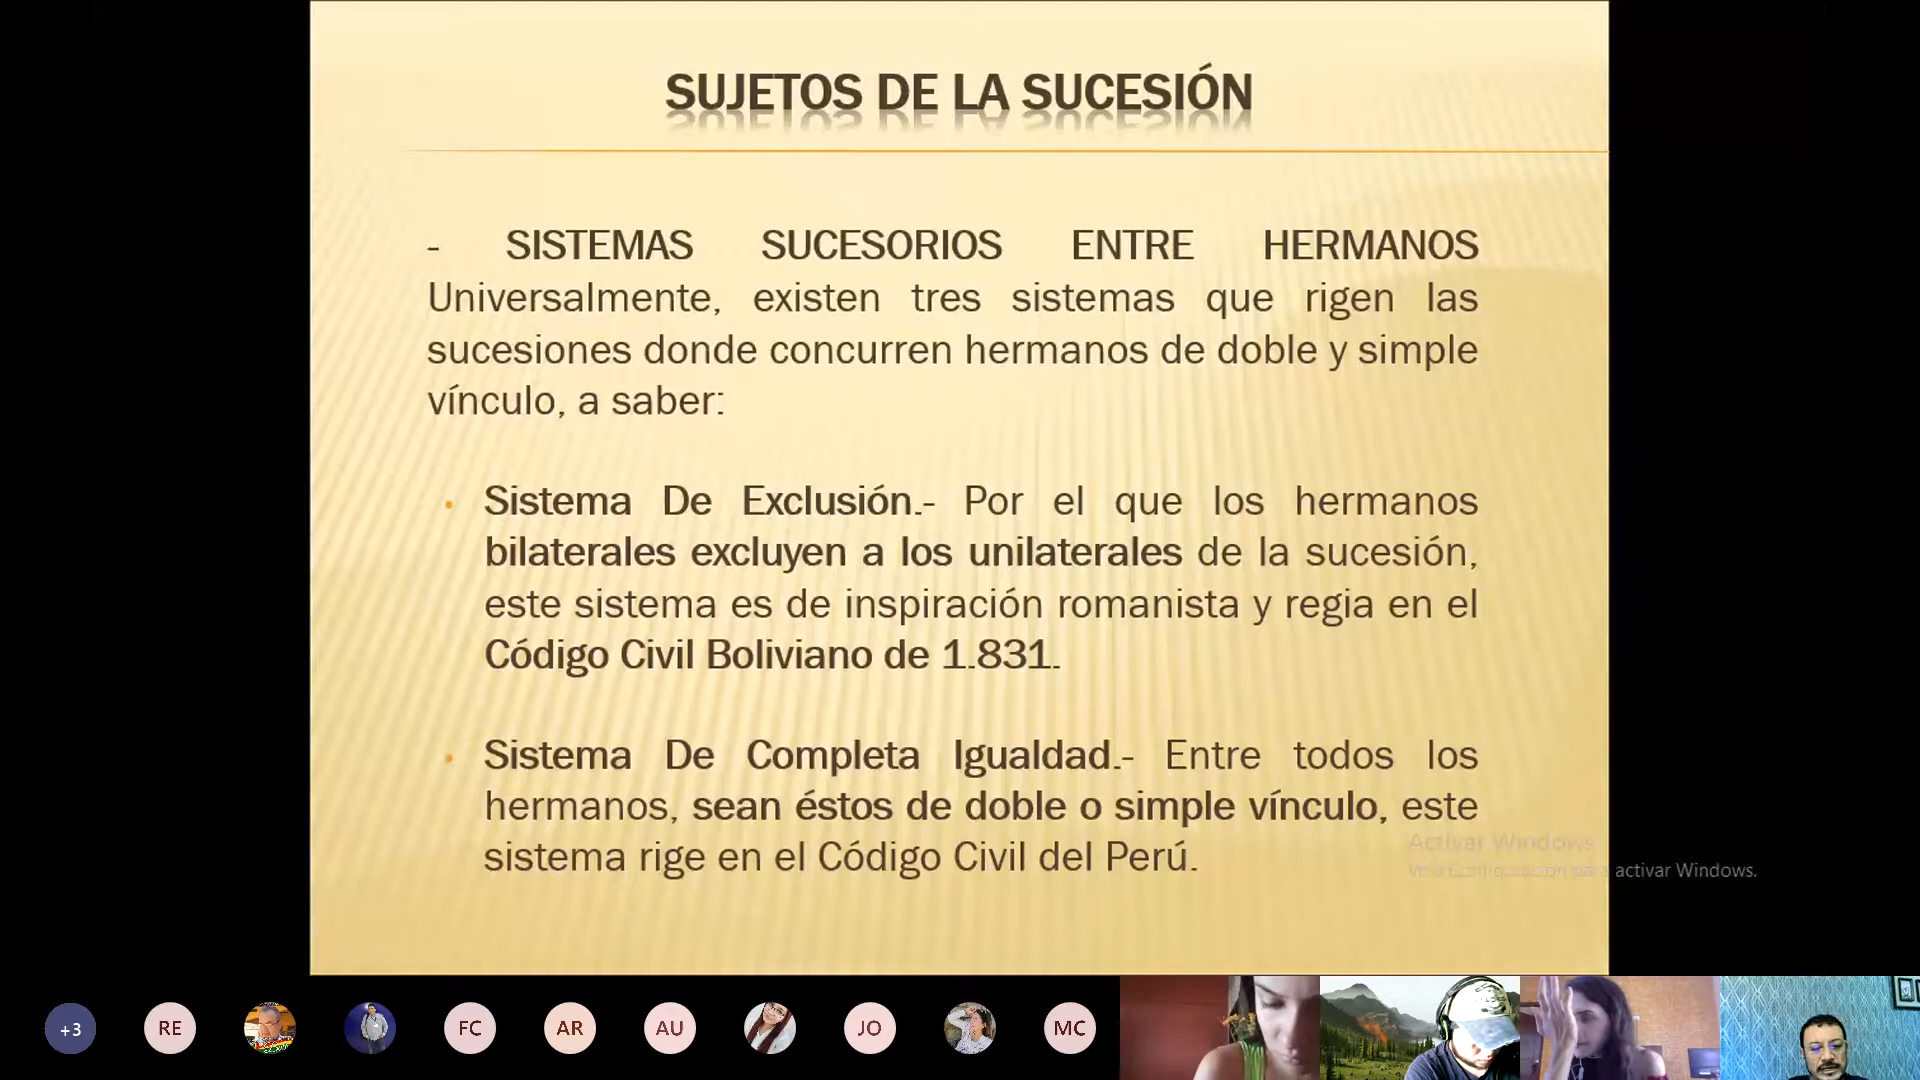 SUJETOS DE LA SUCESIÓN
- SISTEMAS SUCESORIOS ENTRE HERMANOS
Universalmente, existen tres sistemas que rigen las
sucesiones donde concurren hermanos de doble y simple
vínculo, a saber:
• Sistema De Exclusión.- Por el que los hermanos
bilaterales excluyen a los unilaterales de la sucesión,
este sistema es de inspiración romanista y regia en el
Código Civil Boliviano de 1.831.
• Sistema De Completa Igualdad.- Entre todos los
hermanos, sean éstos de doble o simple vínculo, este
sistema rige en el Código Civil del Perú.
Activar Windows
Ve a Configuración para activar Windows.
+3
RE
FC
AR
AU
JO
MC